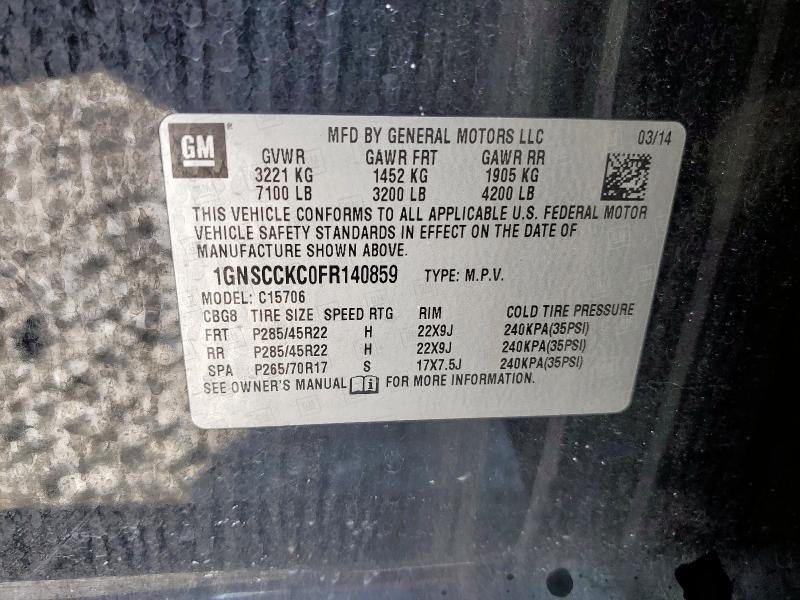 GM MFD BY GENERAL MOTORS LLC 03/14
GVWR GAWR FRT GAWR RR
3221 KG 1452 KG 1905 KG
7100 LB 3200 LB 4200 LB
THIS VEHICLE CONFORMS TO ALL APPLICABLE U.S. FEDERAL MOTOR
VEHICLE SAFETY STANDARDS IN EFFECT ON THE DATE OF
MANUFACTURE SHOWN ABOVE.
1GNSCCKC0FR140859 TYPE: M.P.V.
MODEL: C15706
CBG8 TIRE SIZE SPEED RTG RIM COLD TIRE PRESSURE
FRT P285/45R22 H 22X9J 240KPA(35PSI)
RR P285/45R22 H 22X9J 240KPA(35PSI)
SPA P265/70R17 S 17X7.5J 240KPA(35PSI)
SEE OWNER'S MANUAL FOR MORE INFORMATION.